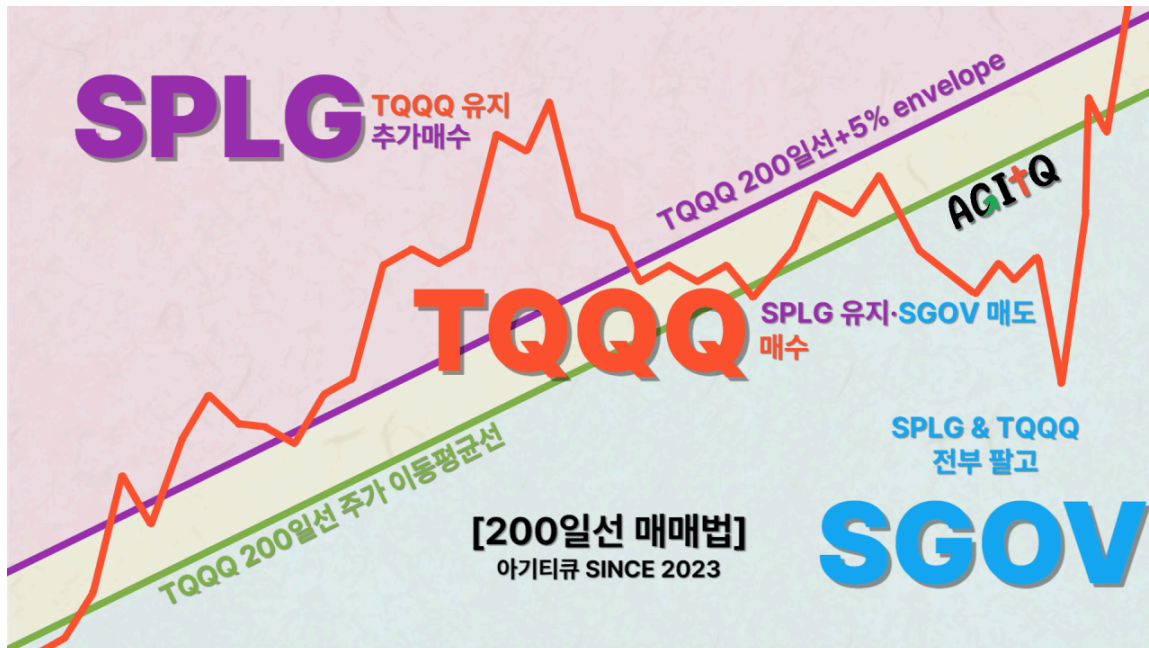 SPLG
TQQQ 유지
추가매수
TQQQ 200일선+5% envelope
AGItQ
TQQQ
SPLG 유지·SGOV 매도
매수
TQQQ 200일선 주가 이동평균선
SPLG & TQQQ
전부 팔고
SGOV
[200일선 매매법]
아기티큐 SINCE 2023